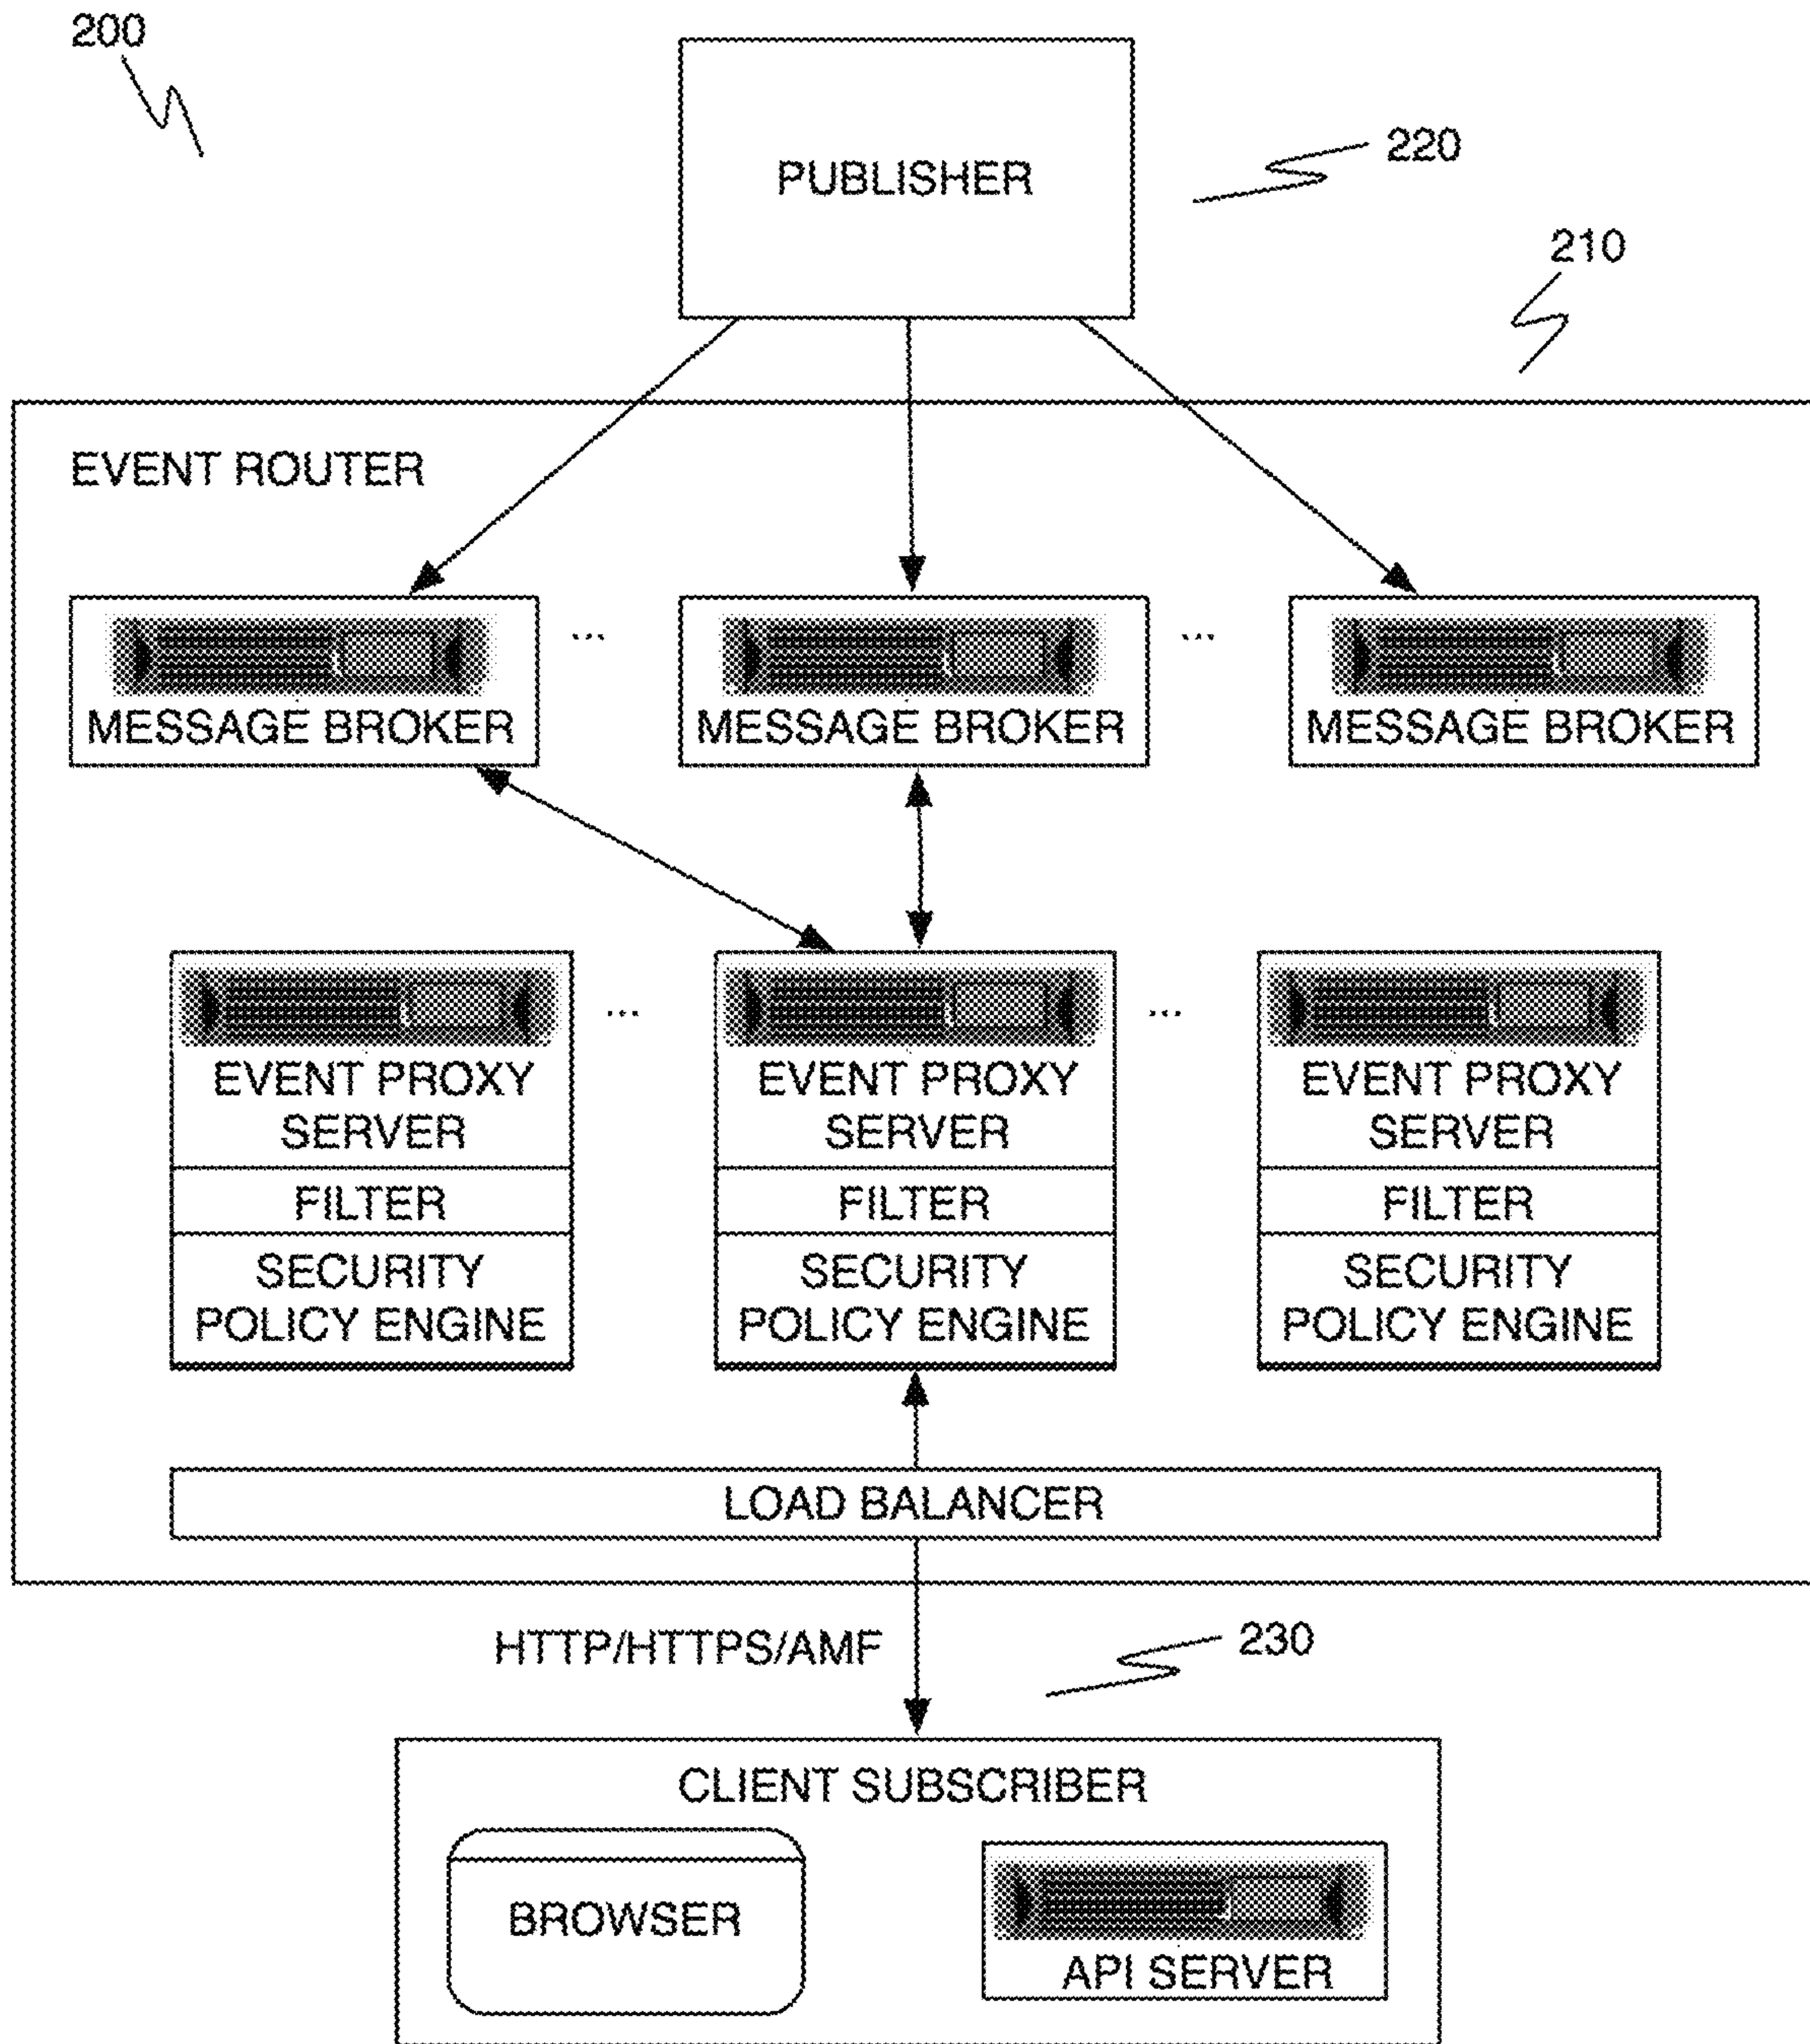 200
PUBLISHER
220
210
EVENT ROUTER
... ...
MESSAGE BROKER MESSAGE BROKER MESSAGE BROKER
... ...
EVENT PROXY EVENT PROXY EVENT PROXY
SERVER SERVER SERVER
FILTER FILTER FILTER
SECURITY SECURITY SECURITY
POLICY ENGINE POLICY ENGINE POLICY ENGINE
LOAD BALANCER
HTTP/HTTPS/AMF
230
CLIENT SUBSCRIBER
BROWSER
API SERVER